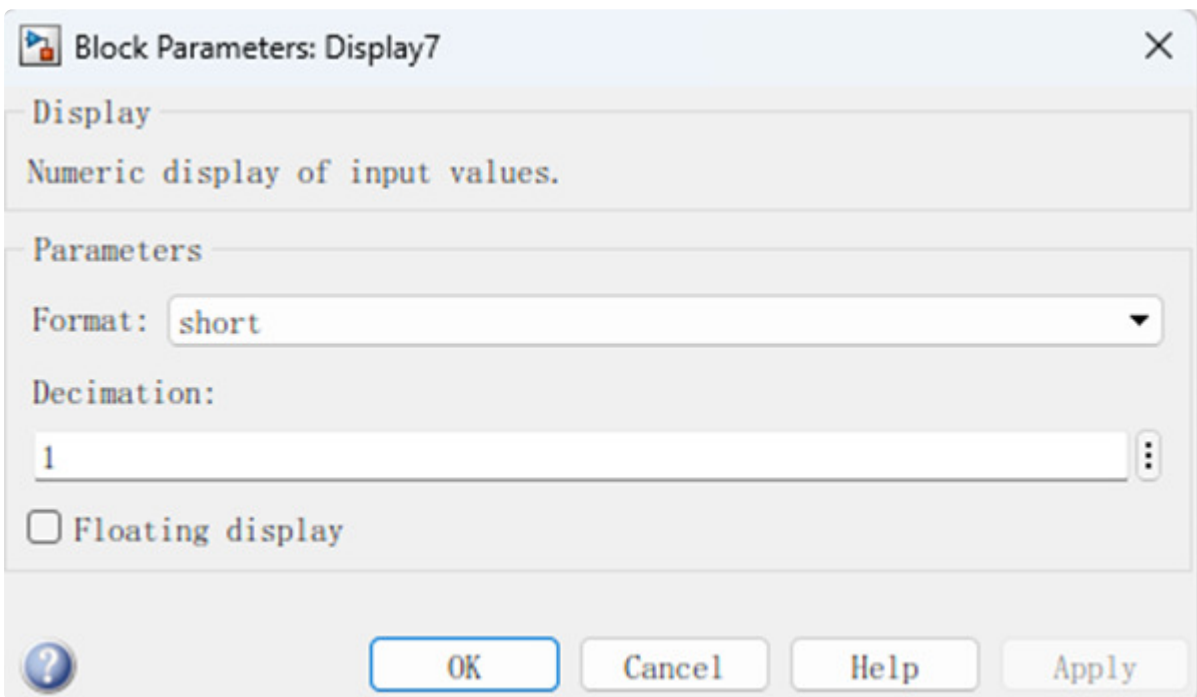 Block Parameters: Display7
Display
Numeric display of input values.
Parameters
Format: short
Decimation:
1
Floating display
OK Cancel Help Apply